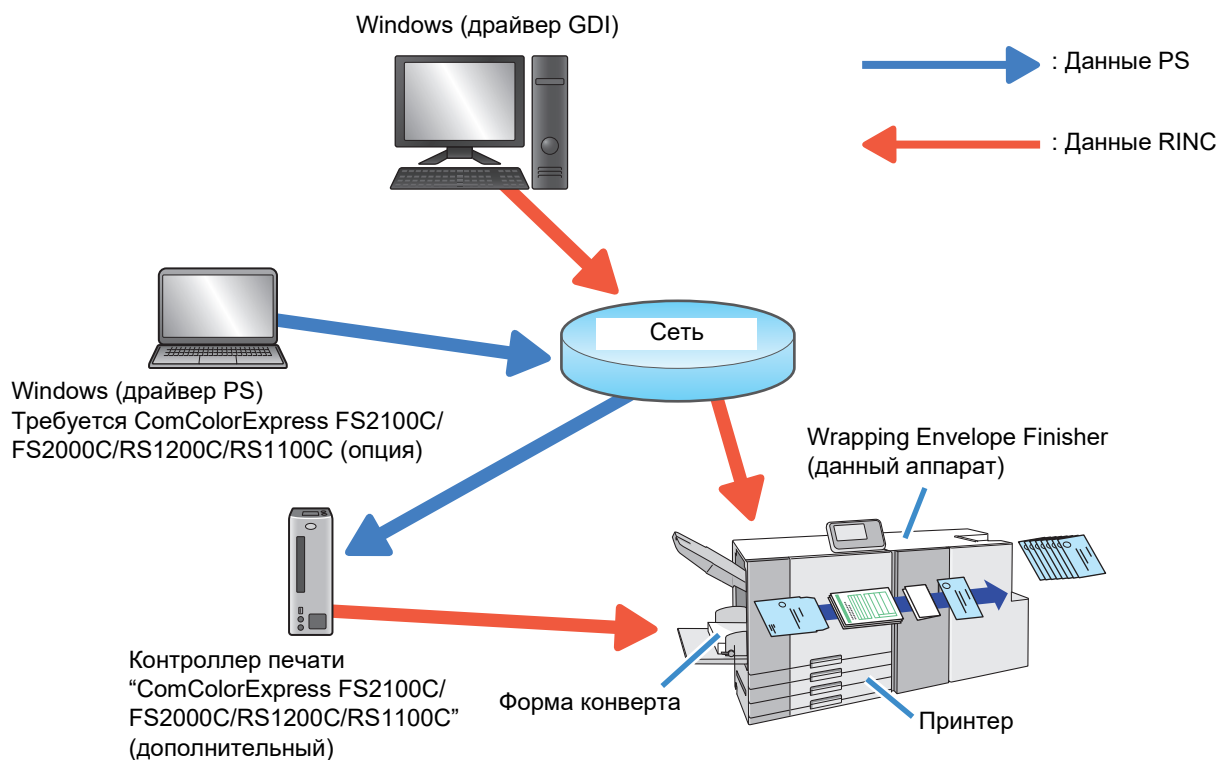 Windows (драйвер GDI)
: Данные PS
: Данные RINC
Сеть
Windows (драйвер PS)
Требуется ComColorExpress FS2100C/
FS2000C/RS1200C/RS1100C (опция)
Wrapping Envelope Finisher
(данный аппарат)
Контроллер печати
“ComColorExpress FS2100C/
FS2000C/RS1200C/RS1100C”
(дополнительный)
Форма конверта
Принтер